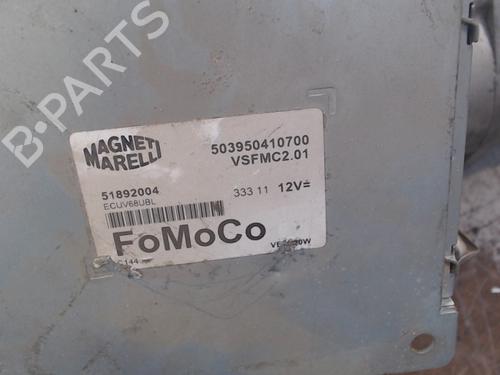 B-PARTS
MAGNETI
MARELLI
503950410700
VSFMC2.01
51892004
333 11 12V=
ECUV68UBL
FoMoCo